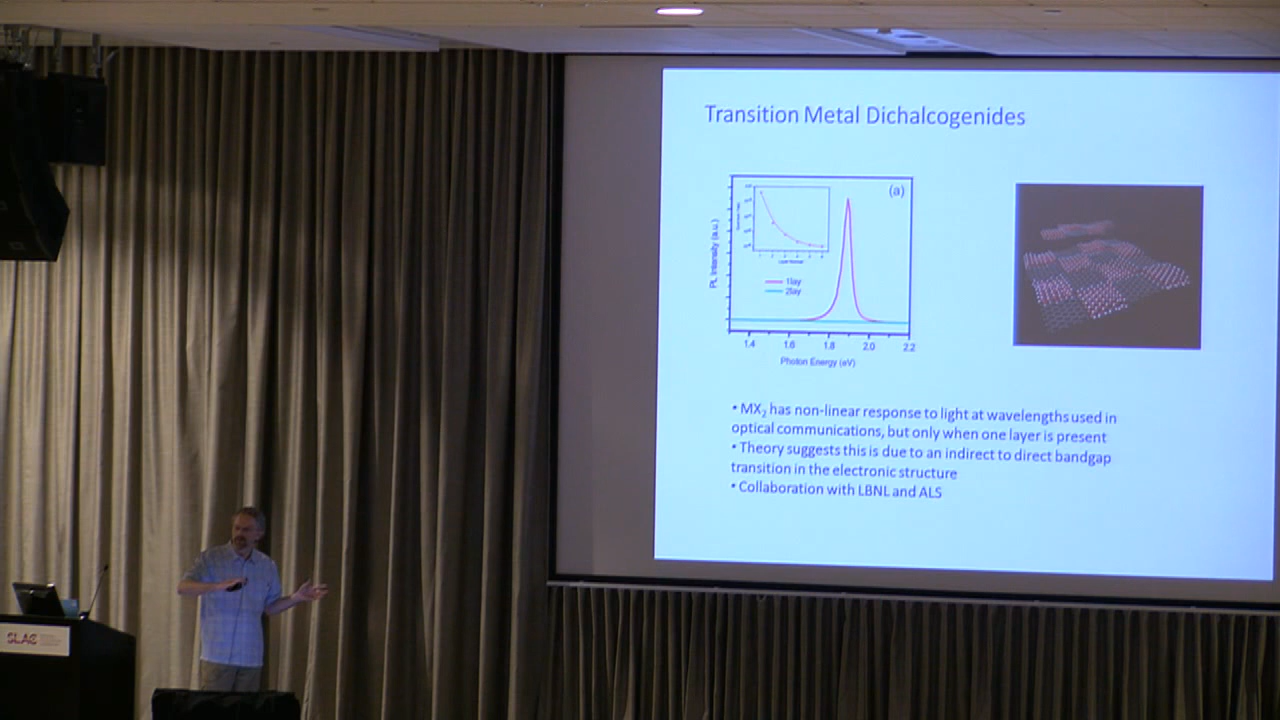 Transition Metal Dichalcogenides
(a)
PL Intensity (a.u.)
1lay
2lay
1.4 1.6 1.8 2.0 2.2
Photon Energy (eV)
• MX₂ has non-linear response to light at wavelengths used in
optical communications, but only when one layer is present
• Theory suggests this is due to an indirect to direct bandgap
transition in the electronic structure
• Collaboration with LBNL and ALS
SLAC